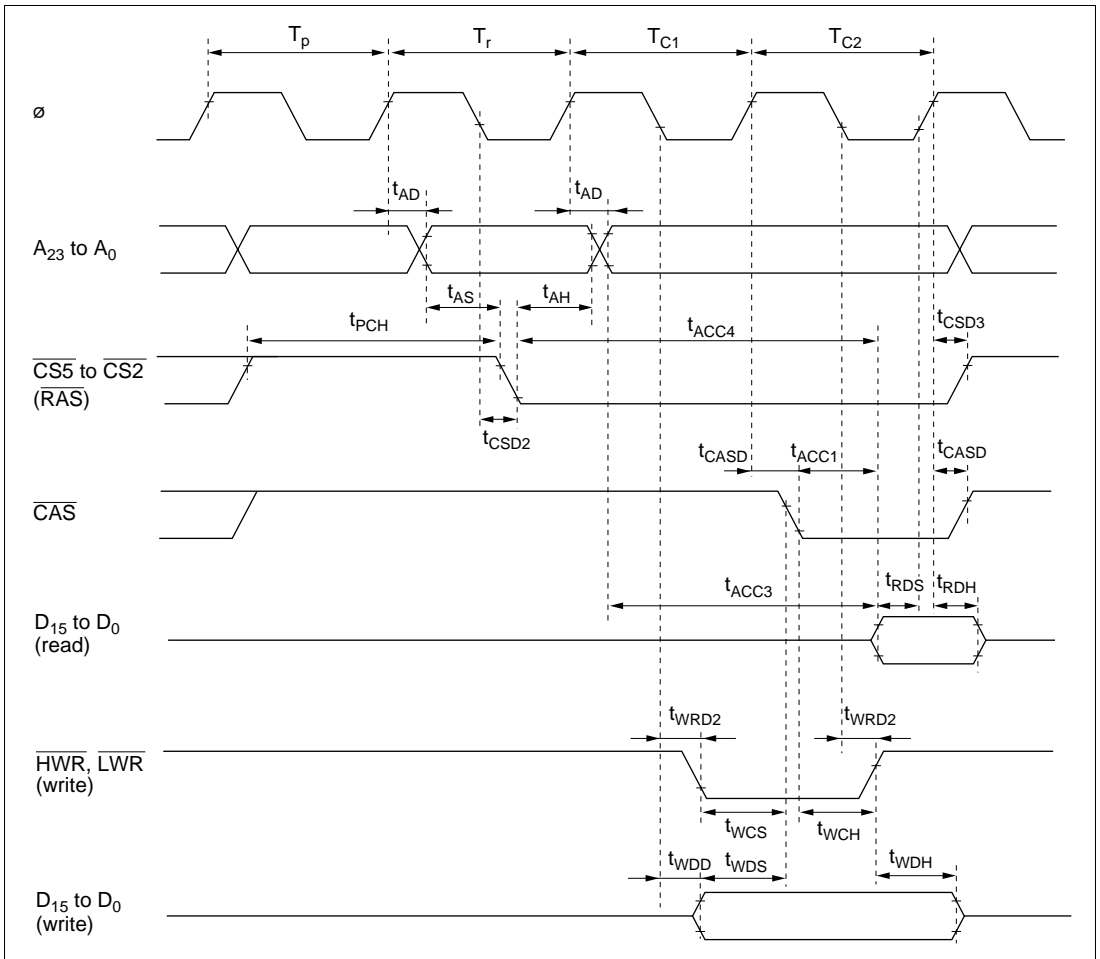 Tp Tr TC1 TC2
ø
tAD tAD
A23 to A0
tAS tAH
tPCH tACC4 tCSD3
CS5 to CS2
(RAS)
tCSD2
tCASD tACC1 tCASD
CAS
tACC3 tRDS tRDH
D15 to D0
(read)
tWRD2 tWRD2
HWR, LWR
(write)
tWCS tWCH
tWDD tWDS tWDH
D15 to D0
(write)